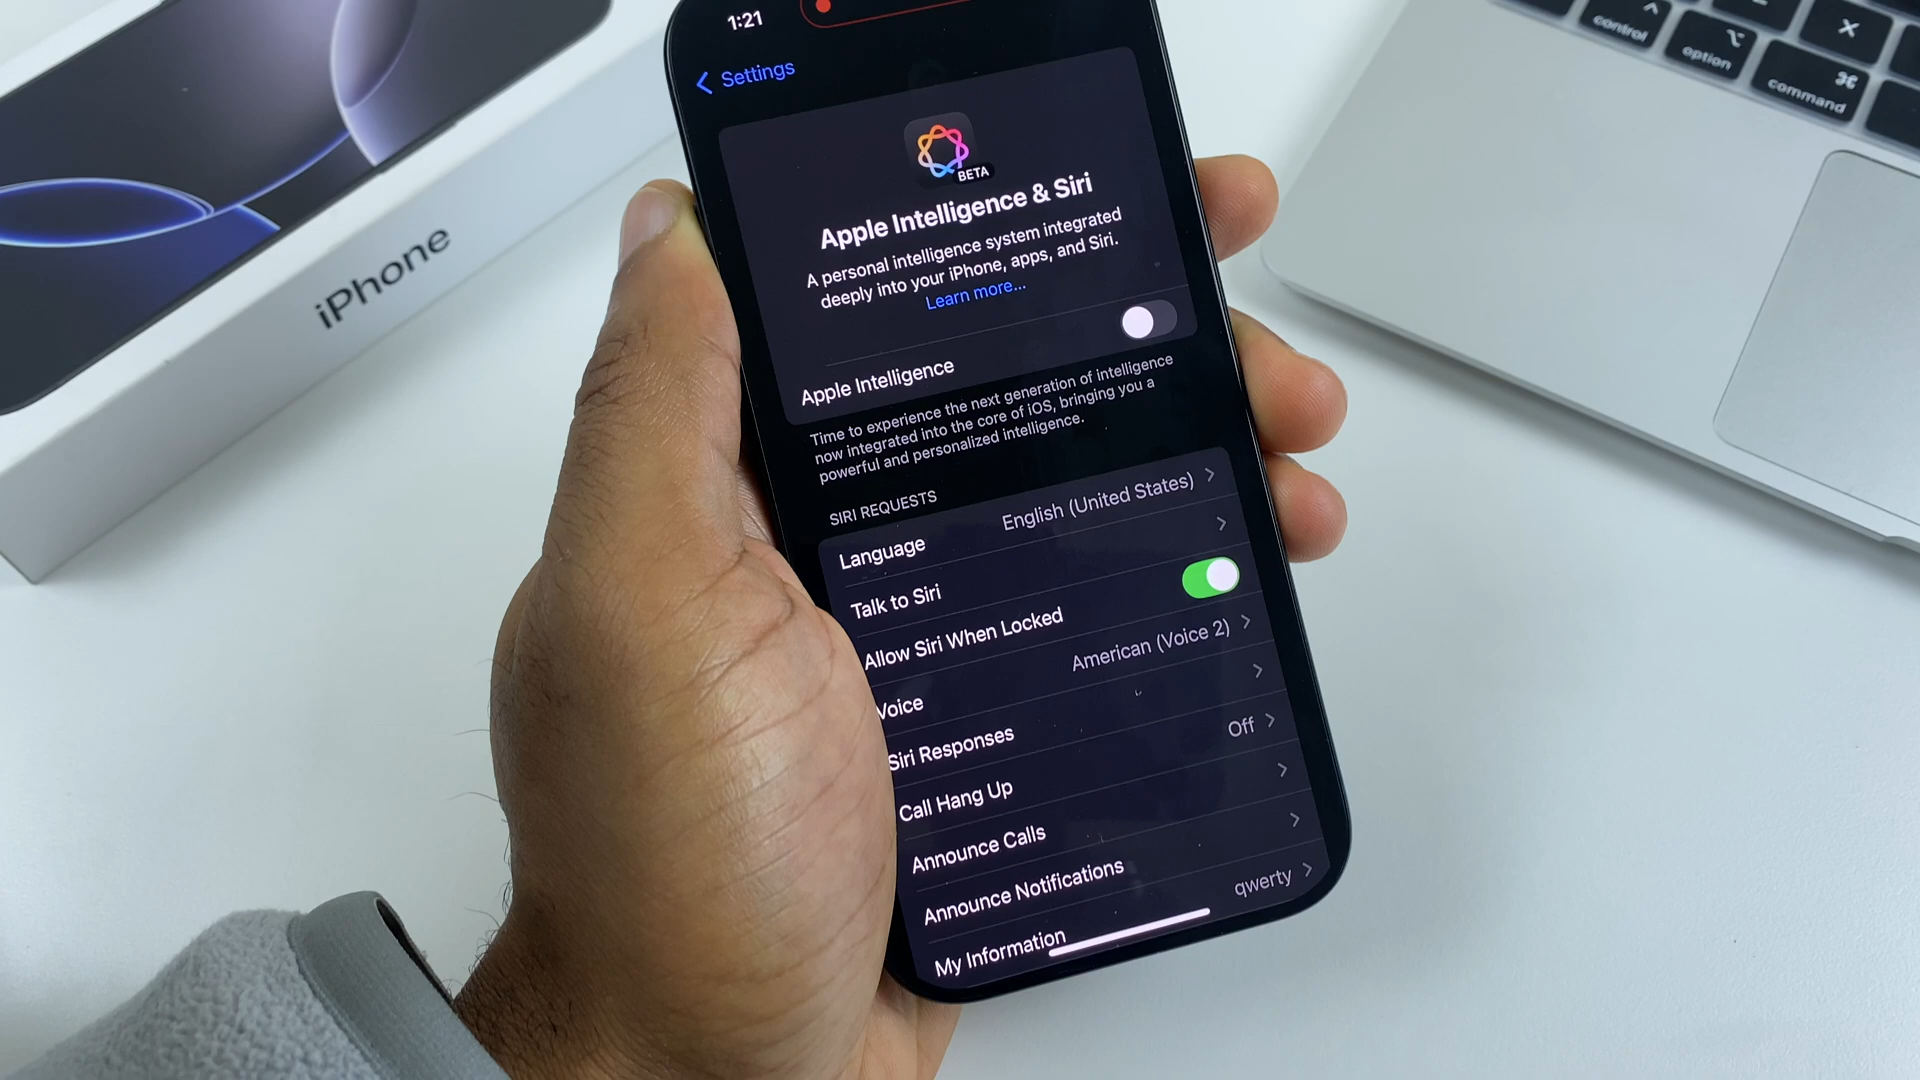 1:21
Settings
BETA
Apple Intelligence & Siri
A personal intelligence system integrated
deeply into your iPhone, apps, and Siri.
Learn more...
Apple Intelligence
Time to experience the next generation of intelligence
now integrated into the core of iOS, bringing you a
powerful and personalized intelligence.
SIRI REQUESTS
Language English (United States)
Talk to Siri
Allow Siri When Locked
Voice American (Voice 2)
Siri Responses
Call Hang Up Off
Announce Calls
Announce Notifications
My Information qwerty
iPhone
control
option
command